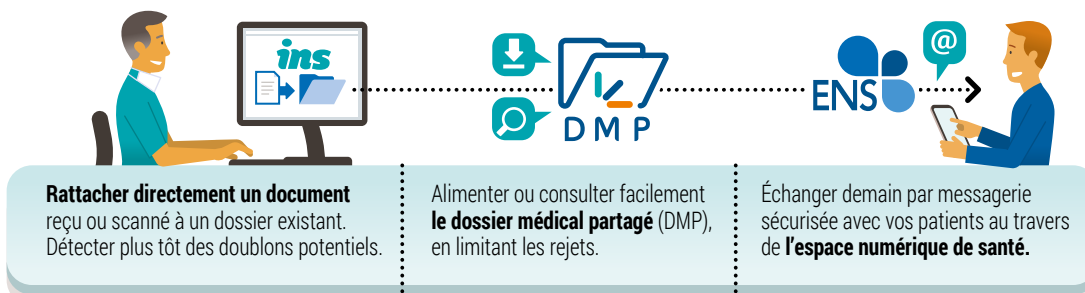 ins
DMP
ENS
@
Rattacher directement un document
reçu ou scanné à un dossier existant.
Détecter plus tôt des doublons potentiels.
Alimenter ou consulter facilement
le dossier médical partagé (DMP),
en limitant les rejets.
Échanger demain par messagerie
sécurisée avec vos patients au travers
de l'espace numérique de santé.